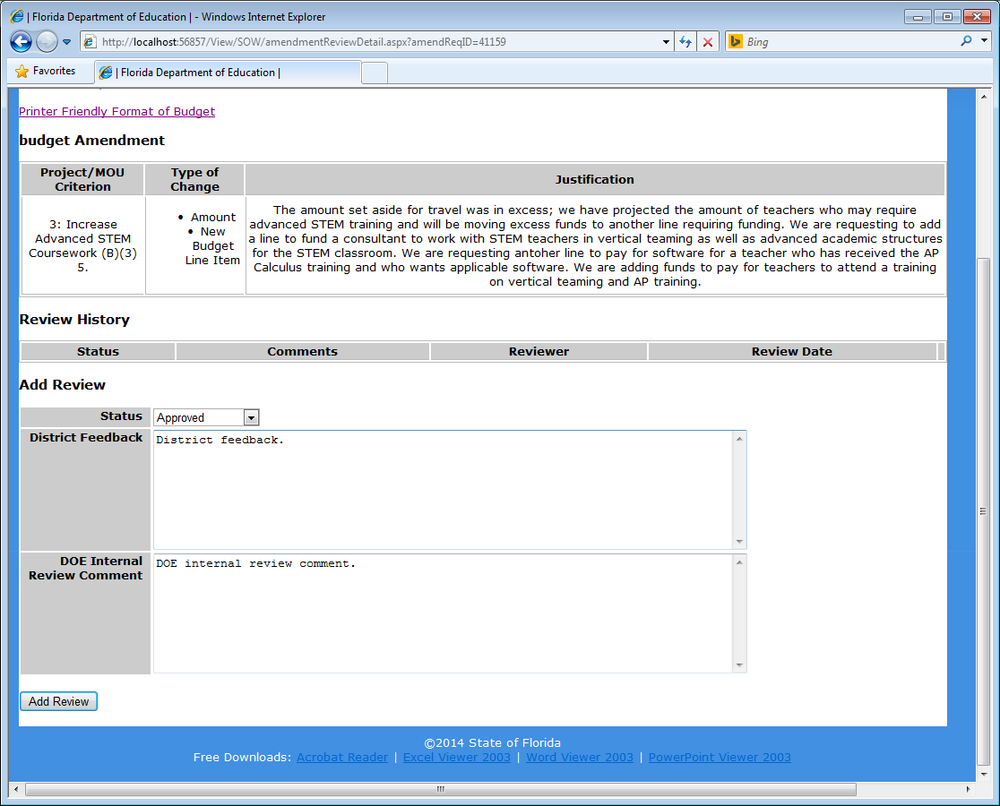 | Florida Department of Education | - Windows Internet Explorer
http://localhost:56857/View/SOW/amendmentReviewDetail.aspx?amendReqID=41159
Bing
Favorites
| Florida Department of Education |
Printer Friendly Format of Budget
budget Amendment
Project/MOU
Criterion
Type of
Change
Justification
3: Increase
Advanced STEM
Coursework (B)(3)
5.
• Amount
• New
Budget
Line Item
The amount set aside for travel was in excess; we have projected the amount of teachers who may require
advanced STEM training and will be moving excess funds to another line requiring funding. We are requesting to add
a line to fund a consultant to work with STEM teachers in vertical teaming as well as advanced academic structures
for the STEM classroom. We are requesting antoher line to pay for software for a teacher who has received the AP
Calculus training and who wants applicable software. We are adding funds to pay for teachers to attend a training
on vertical teaming and AP training.
Review History
Status Comments Reviewer Review Date
Add Review
Status Approved
District Feedback District feedback.
DOE Internal
Review Comment
DOE internal review comment.
Add Review
©2014 State of Florida
Free Downloads: Acrobat Reader | Excel Viewer 2003 | Word Viewer 2003 | PowerPoint Viewer 2003